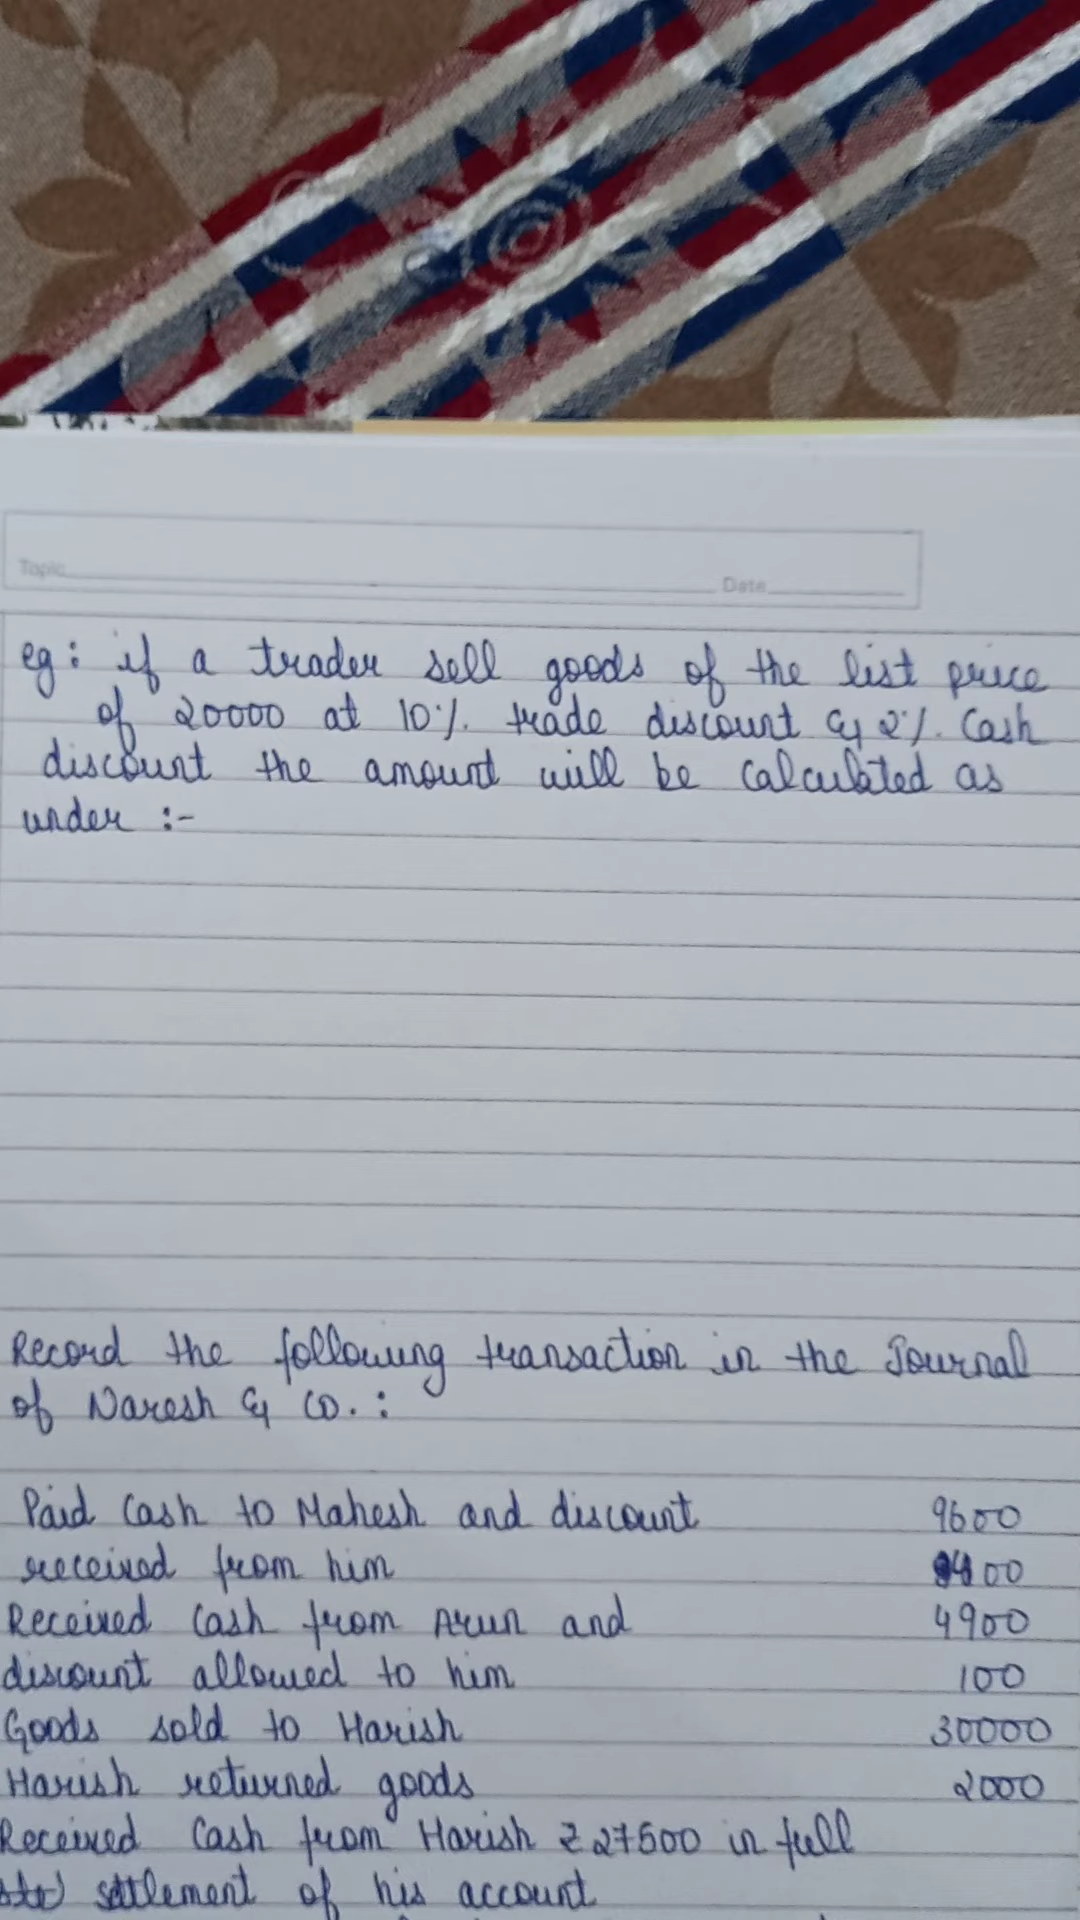 Topic
Date
eg: if a trader sell goods of the list price
of 20000 at 10%. trade discount & 2%. Cash
discount the amount will be calculated as
under :-
Record the following transaction in the Journal
of Naresh & co. :
Paid Cash to Mahesh and discount 9600
received from him 400
Received Cash from Arun and 4900
discount allowed to him 100
Goods sold to Harish 30000
Harish returned goods 2000
Received Cash from Harish ₹27500 in full
settlement of his account